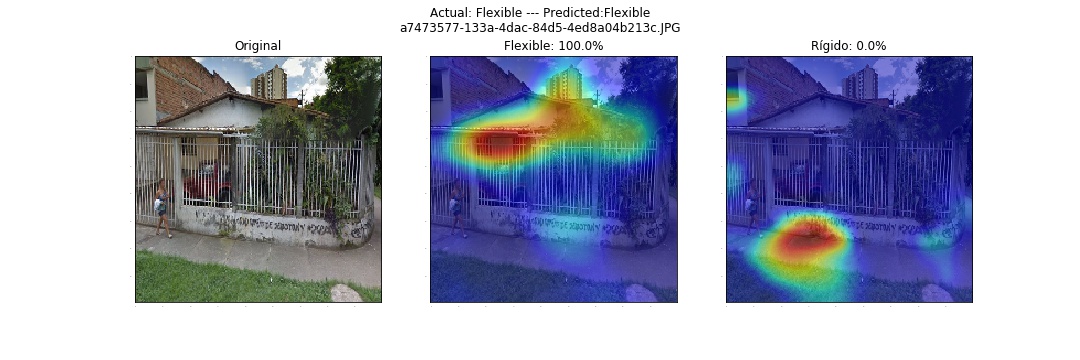 Actual: Flexible --- Predicted:Flexible
a7473577-133a-4dac-84d5-4ed8a04b213c.JPG
Original
Flexible: 100.0%
Rígido: 0.0%